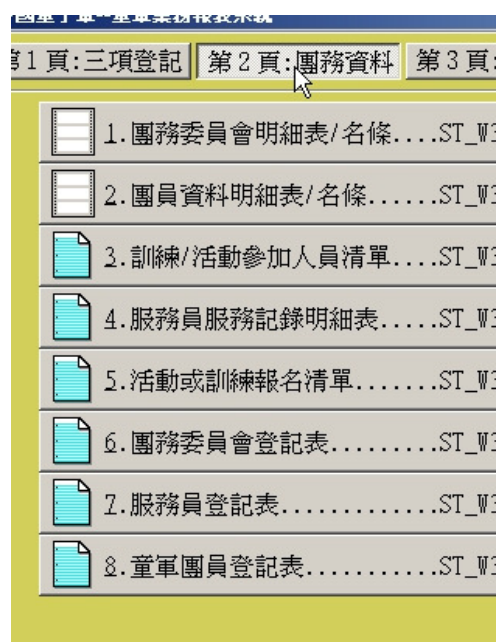 第1頁:三項登記 第2頁:團務資料 第3頁:
1.團務委員會明細表/名條....ST_W3
2.團員資料明細表/名條......ST_W3
3.訓練/活動參加人員清單....ST_W3
4.服務員服務記錄明細表.....ST_W3
5.活動或訓練報名清單.......ST_W3
6.團務委員會登記表.........ST_W3
7.服務員登記表.............ST_W3
8.童軍團員登記表...........ST_W3